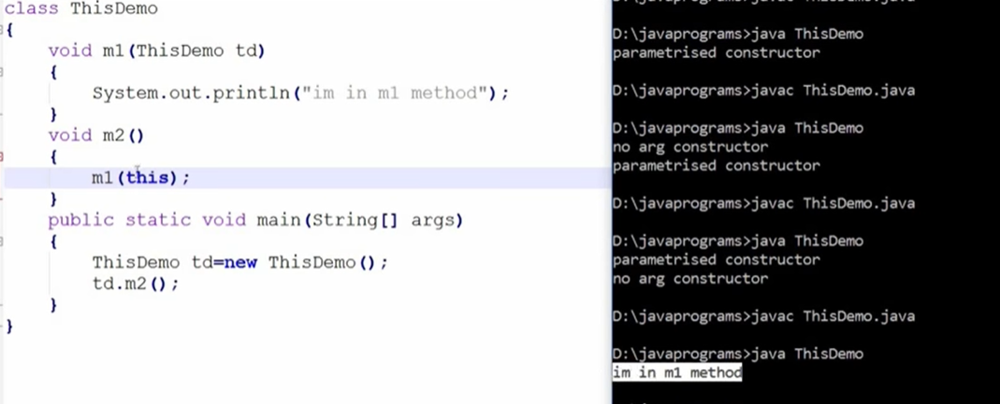 class ThisDemo
{
void m1(ThisDemo td)
{
System.out.println("im in m1 method");
}
void m2()
{
m1(this);
}
public static void main(String[] args)
{
ThisDemo td=new ThisDemo();
td.m2();
}
}
D:\javaprograms>java ThisDemo
parametrised constructor
D:\javaprograms>javac ThisDemo.java
D:\javaprograms>java ThisDemo
no arg constructor
parametrised constructor
D:\javaprograms>javac ThisDemo.java
D:\javaprograms>java ThisDemo
parametrised constructor
no arg constructor
D:\javaprograms>javac ThisDemo.java
D:\javaprograms>java ThisDemo
im in m1 method